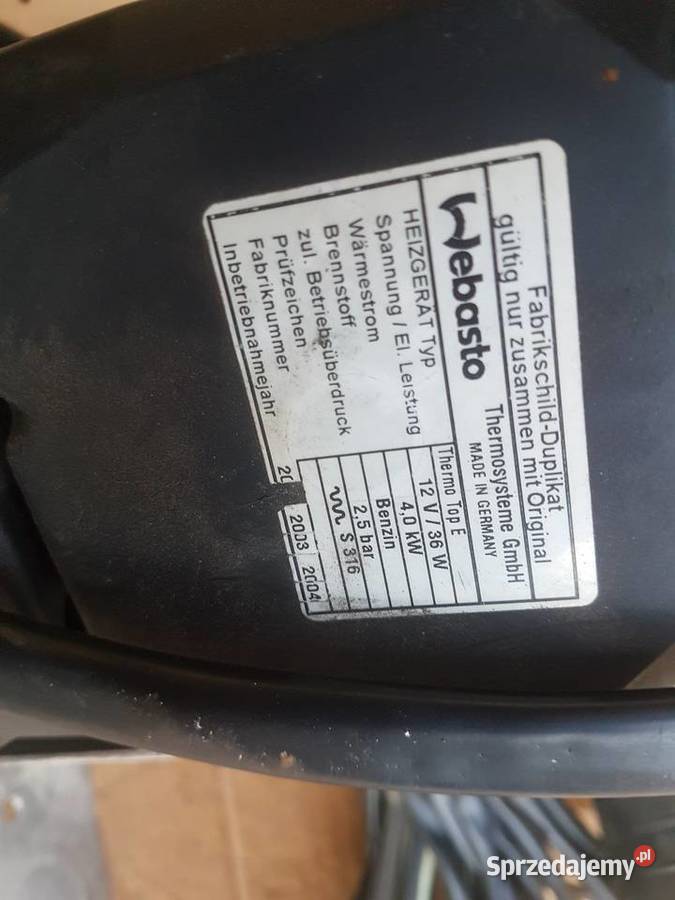 Fabrikschild-Duplikat
gültig nur zusammen mit Original
Webasto Thermosysteme GmbH
MADE IN GERMANY
HEIZGERÄT Typ Thermo Top E
Spannung / El. Leistung 12 V / 36 W
Wärmestrom 4,0 kW
Brennstoff Benzin
zul. Betriebsüberdruck 2,5 bar
Prüfzeichen S 316
Fabriknummer
Inbetriebnahmejahr 2003 2004
Sprzedajemy.pl